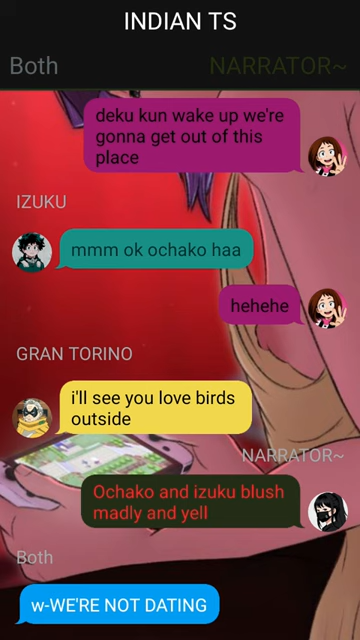 INDIAN TS
Both
NARRATOR~
deku kun wake up we're
gonna get out of this
place
IZUKU
mmm ok ochako haa
hehehe
GRAN TORINO
i'll see you love birds
outside
NARRATOR~
Ochako and izuku blush
madly and yell
Both
w-WE'RE NOT DATING